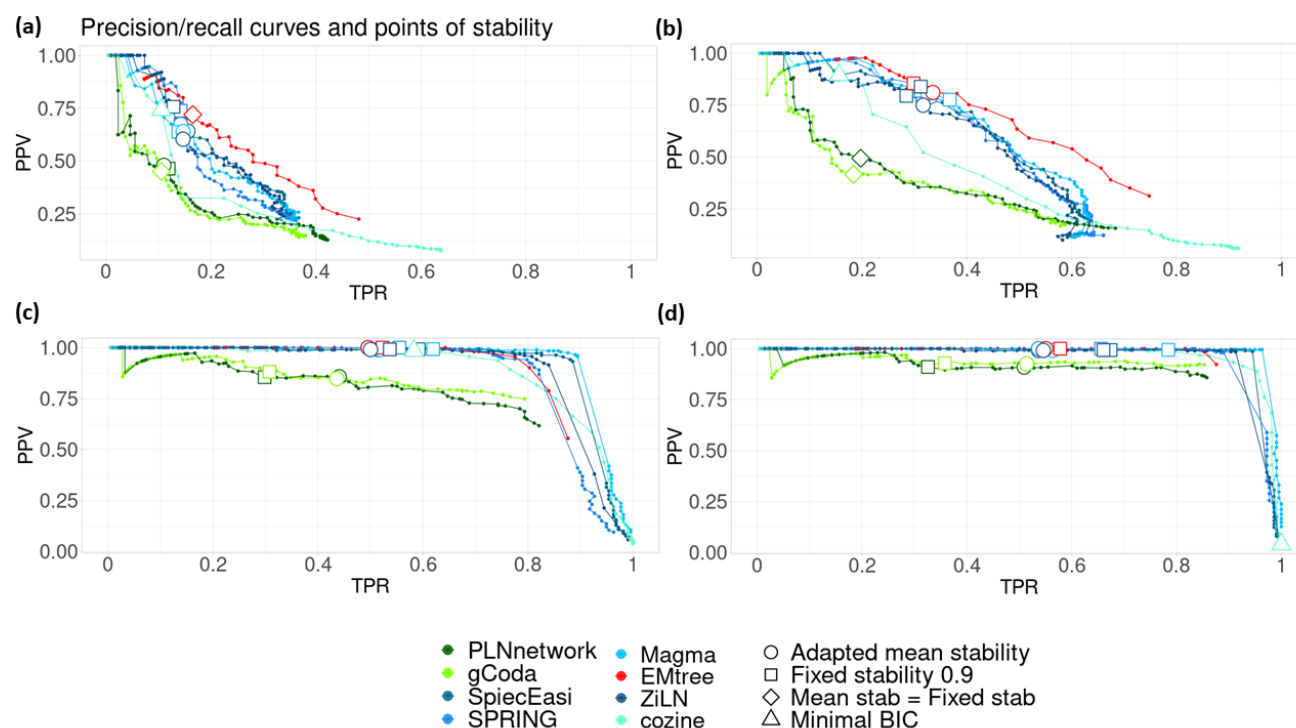 (a) Precision/recall curves and points of stability
(b)
1.00
0.75
0.50
0.25
PPV
0 0.2 0.4 0.6 0.8 1
TPR
1.00
0.75
0.50
0.25
PPV
0 0.2 0.4 0.6 0.8 1
TPR
(c)
1.00
0.75
0.50
0.25
0.00
PPV
0 0.2 0.4 0.6 0.8 1
TPR
(d)
1.00
0.75
0.50
0.25
0.00
PPV
0 0.2 0.4 0.6 0.8 1
TPR
PLNnetwork
gCoda
SpiecEasi
SPRING
Magma
EMtree
ZiLN
cozine
Adapted mean stability
Fixed stability 0.9
Mean stab = Fixed stab
Minimal BIC